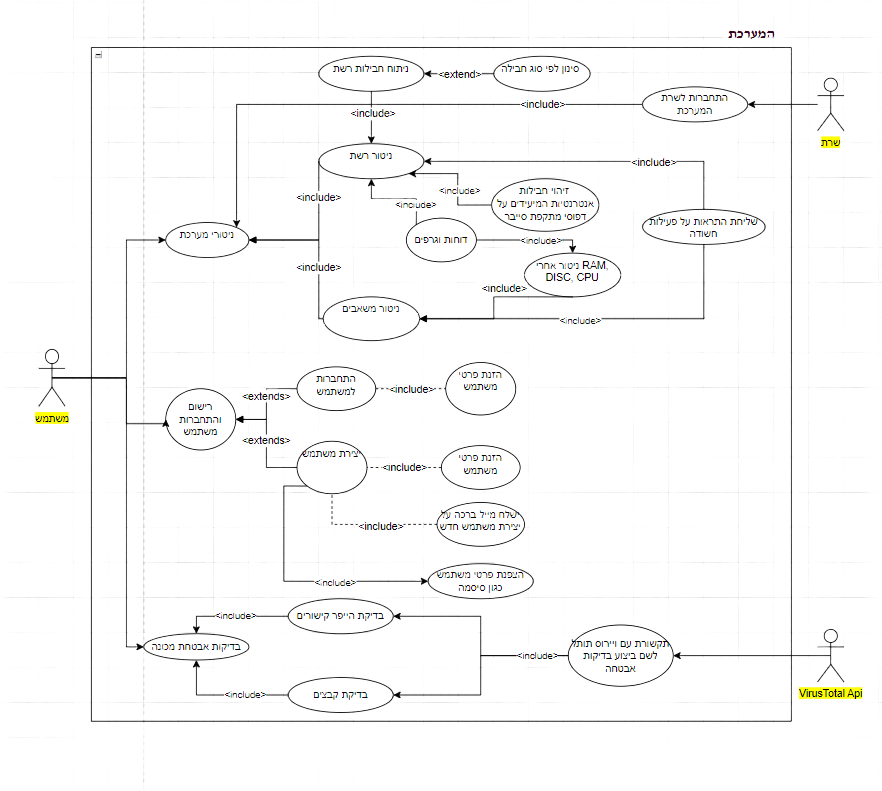 המערכת
ניתוח חבילות רשת
<extend>
סינון לפי סוג חבילה
<include>
<include>
התחברות לשרת
המערכת
שרת
ניטור רשת
<include>
<include>
<include>
<include>
זיהוי חבילות
אנטרנטיות המיעידים על
דפוסי מתקפת סייבר
דוחות וגרפים
<include>
שליחת התראות על פעילות
חשודה
ניטורי מערכת
<include>
ניטור אחרי RAM,
DISC, CPU
<include>
ניטור משאבים
<include>
משתמש
רישום
והתחברות
משתמש
<extends>
<extends>
התחברות
למשתמש
<include>
הזנת פרטי
משתמש
יצירת משתמש
<include>
הזנת פרטי
משתמש
<include>
ישלח מייל ברכה על
יצירת משתמש חדש
<include>
הצפנת פרטי משתמש
כגון סיסמה
בדיקות אבטחת מכונה
<include>
בדיקת הייפר קישורים
<include>
בדיקת קבצים
<include>
תקשורת עם ויירוס תוטל
לשם ביצוע בדיקות
אבטחה
VirusTotal Api